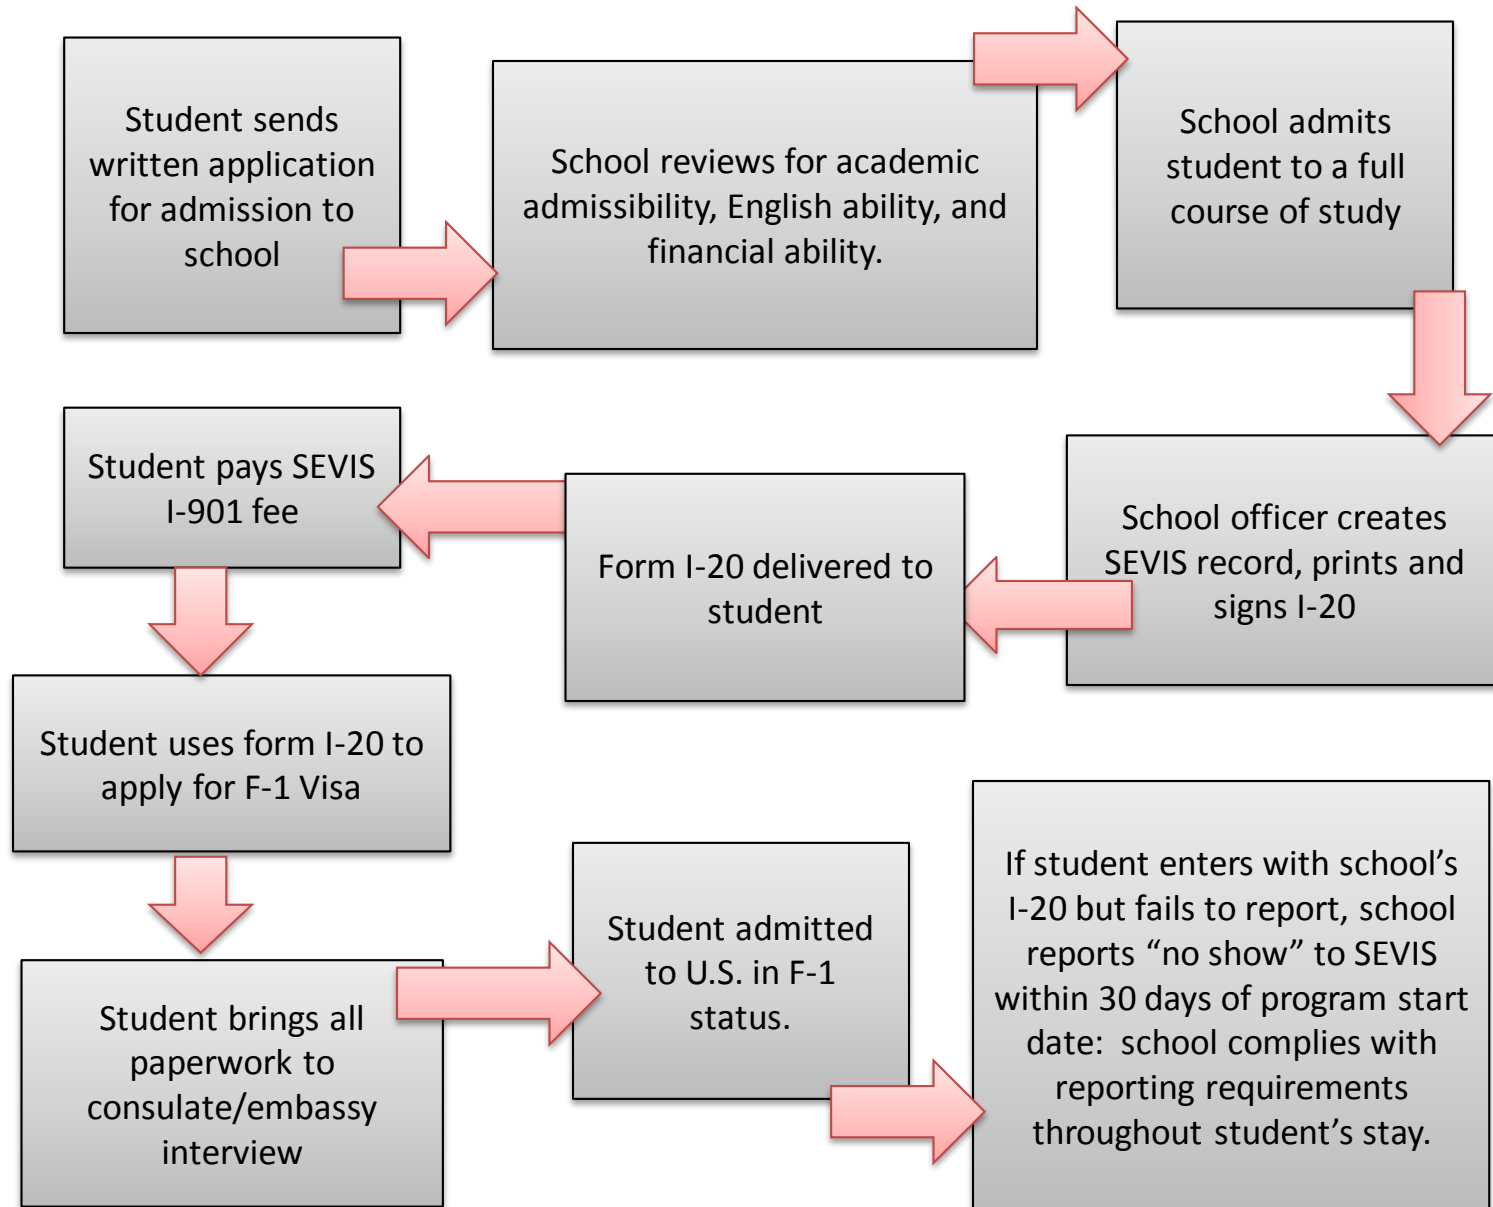 Student sends
written application
for admission to
school
School reviews for academic
admissibility, English ability, and
financial ability.
School admits
student to a full
course of study
School officer creates
SEVIS record, prints and
signs I-20
Form I-20 delivered to
student
Student pays SEVIS
I-901 fee
Student uses form I-20 to
apply for F-1 Visa
Student brings all
paperwork to
consulate/embassy
interview
Student admitted
to U.S. in F-1
status.
If student enters with school’s
I-20 but fails to report, school
reports “no show” to SEVIS
within 30 days of program start
date:  school complies with
reporting requirements
throughout student’s stay.